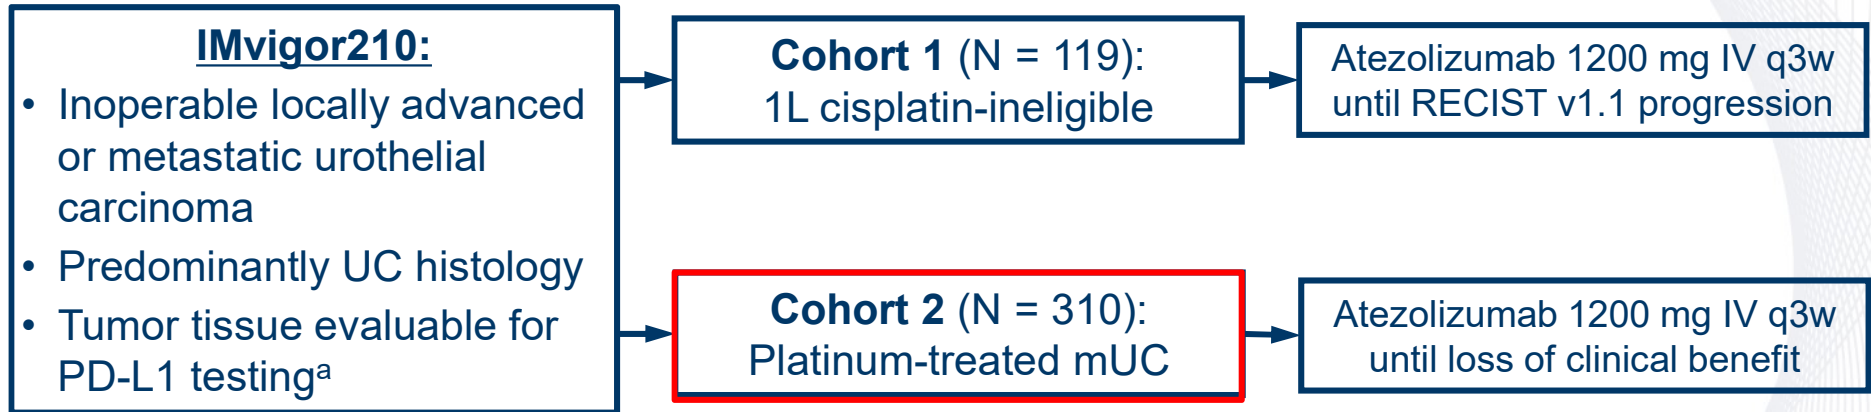 IMvigor210:
• Inoperable locally advanced
or metastatic urothelial
carcinoma
• Predominantly UC histology
• Tumor tissue evaluable for
PD-L1 testingᵃ
Cohort 1 (N = 119):
1L cisplatin-ineligible
Atezolizumab 1200 mg IV q3w
until RECIST v1.1 progression
Cohort 2 (N = 310):
Platinum-treated mUC
Atezolizumab 1200 mg IV q3w
until loss of clinical benefit